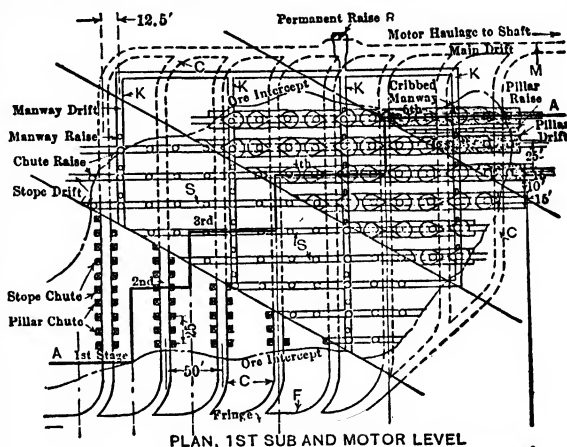 12.5'
Permanent Raise R
Motor Haulage to Shaft
Main Drift
C
K
K
K
K
M
Ore Intercept
Cribbed
Manway
6th
Pillar
Raise
A
Manway Drift
Manway Raise
Chute Raise
Stope Drift
Pillar
Drift
25'
10'
15'
4th
S
3rd
S
C
2nd
Stope Chute
Pillar Chute
25'
A
1st Stage
50'
C
Ore Intercept
Fringe
F
PLAN, 1ST SUB AND MOTOR LEVEL